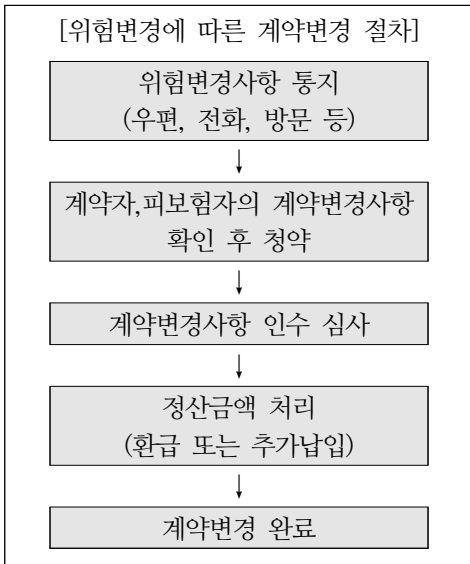 [위험변경에 따른 계약변경 절차]
위험변경사항 통지
(우편, 전화, 방문 등)
↓
계약자,피보험자의 계약변경사항
확인 후 청약
↓
계약변경사항 인수 심사
↓
정산금액 처리
(환급 또는 추가납입)
↓
계약변경 완료